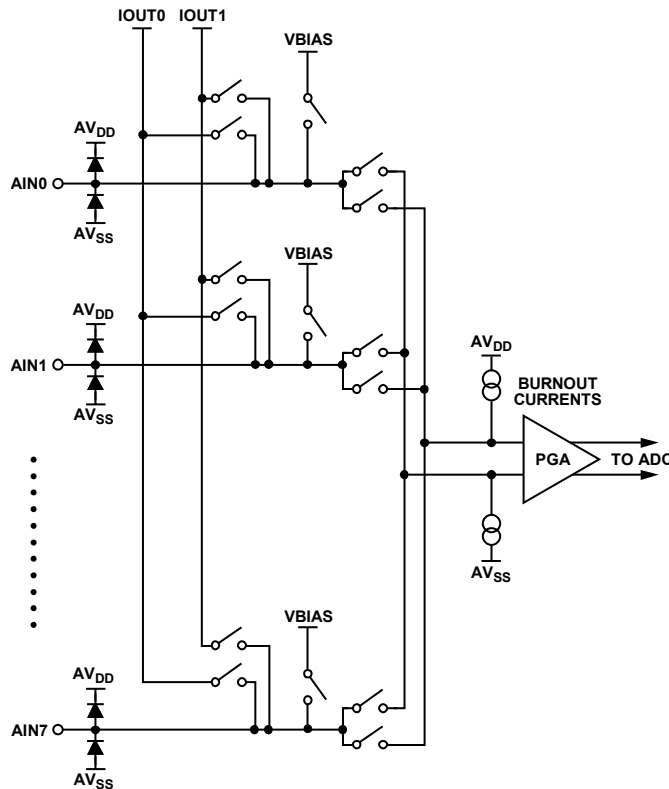 IOUT0 IOUT1
VBIAS
AVDD
AIN0
AVSS
VBIAS
AVDD
AIN1
AVSS
AVDD
BURNOUT
CURRENTS
PGA
TO ADC
AVSS
VBIAS
AVDD
AIN7
AVSS